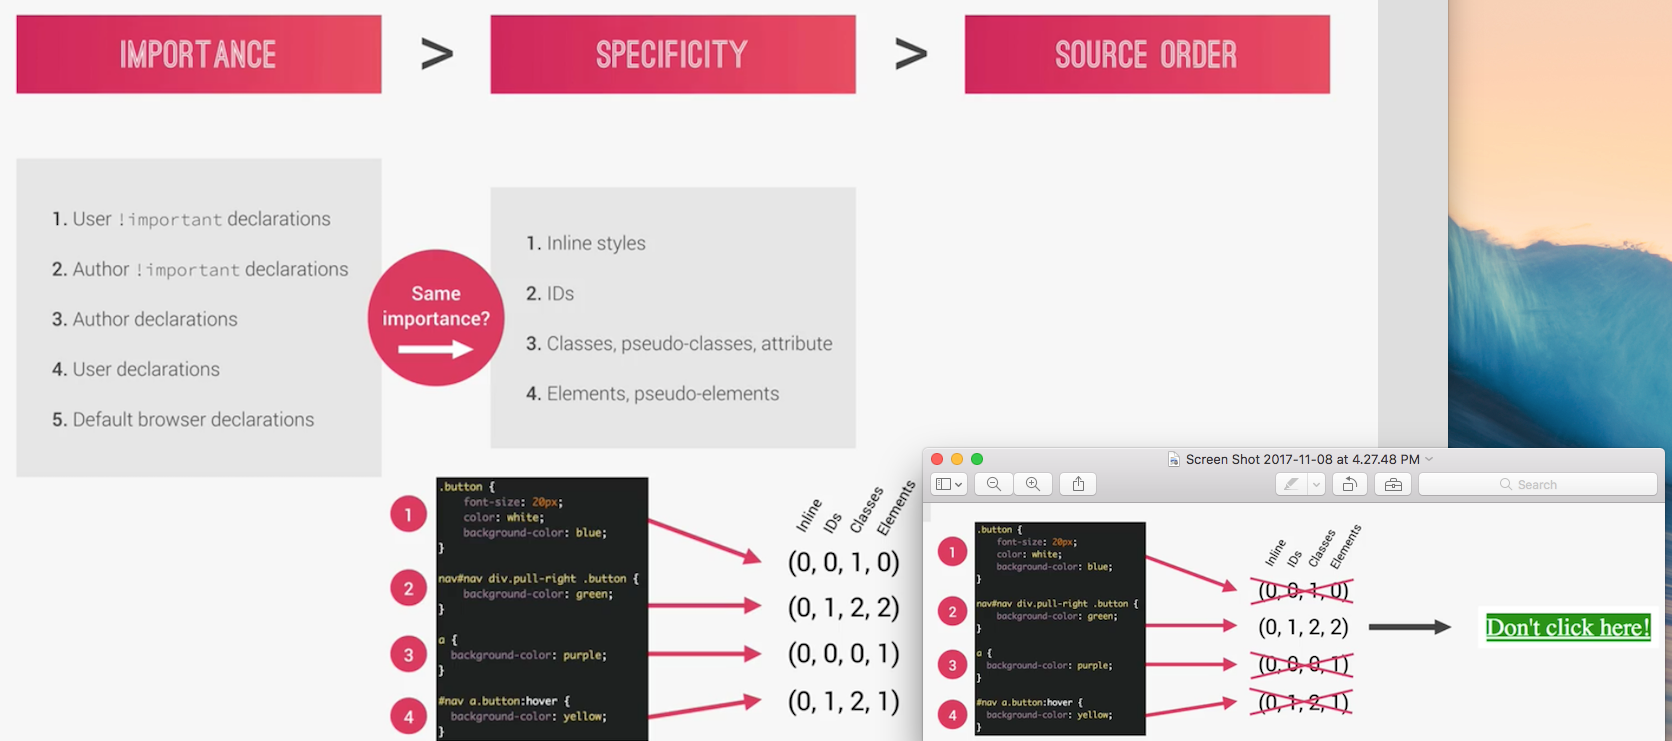 IMPORTANCE > SPECIFICITY > SOURCE ORDER
1. User !important declarations
2. Author !important declarations
3. Author declarations
4. User declarations
5. Default browser declarations
Same
importance?
1. Inline styles
2. IDs
3. Classes, pseudo-classes, attribute
4. Elements, pseudo-elements
1
.button {
font-size: 20px;
color: white;
background-color: blue;
}
2
nav#nav div.pull-right .button {
background-color: green;
}
3
a {
background-color: purple;
}
4
#nav a.button:hover {
background-color: yellow;
}
Inline
IDs
Classes
Elements
(0, 0, 1, 0)
(0, 1, 2, 2)
(0, 0, 0, 1)
(0, 1, 2, 1)
Screen Shot 2017-11-08 at 4.27.48 PM
Search
1
.button {
font-size: 20px;
color: white;
background-color: blue;
}
2
nav#nav div.pull-right .button {
background-color: green;
}
3
a {
background-color: purple;
}
4
#nav a.button:hover {
background-color: yellow;
}
Inline
IDs
Classes
Elements
(0, 0, 1, 0)
(0, 1, 2, 2)
(0, 0, 0, 1)
(0, 1, 2, 1)
Don't click here!